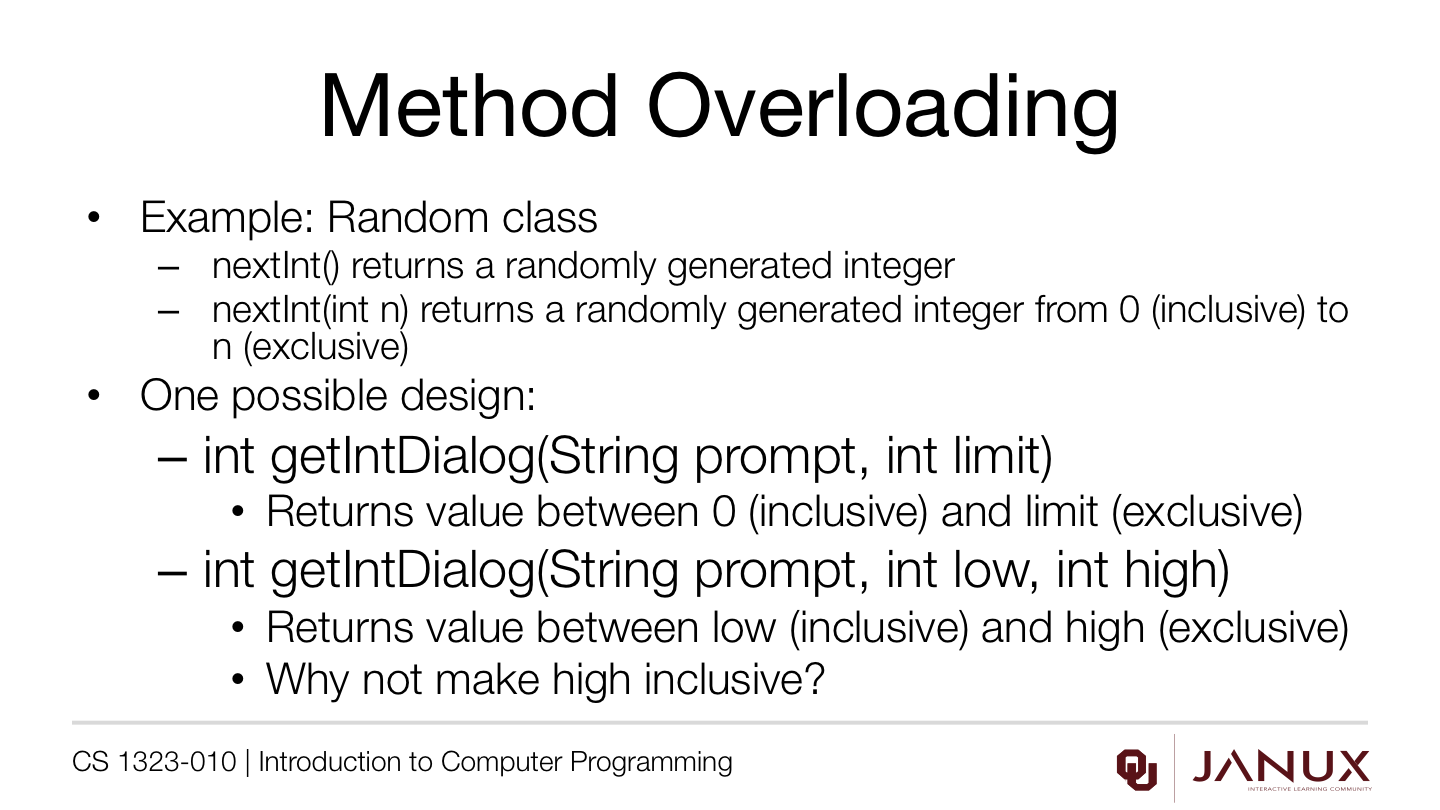 Method Overloading
• Example: Random class
– nextInt() returns a randomly generated integer
– nextInt(int n) returns a randomly generated integer from 0 (inclusive) to
n (exclusive)
• One possible design:
– int getIntDialog(String prompt, int limit)
• Returns value between 0 (inclusive) and limit (exclusive)
– int getIntDialog(String prompt, int low, int high)
• Returns value between low (inclusive) and high (exclusive)
• Why not make high inclusive?
CS 1323-010 | Introduction to Computer Programming
OU
JANUX
INTERACTIVE LEARNING COMMUNITY